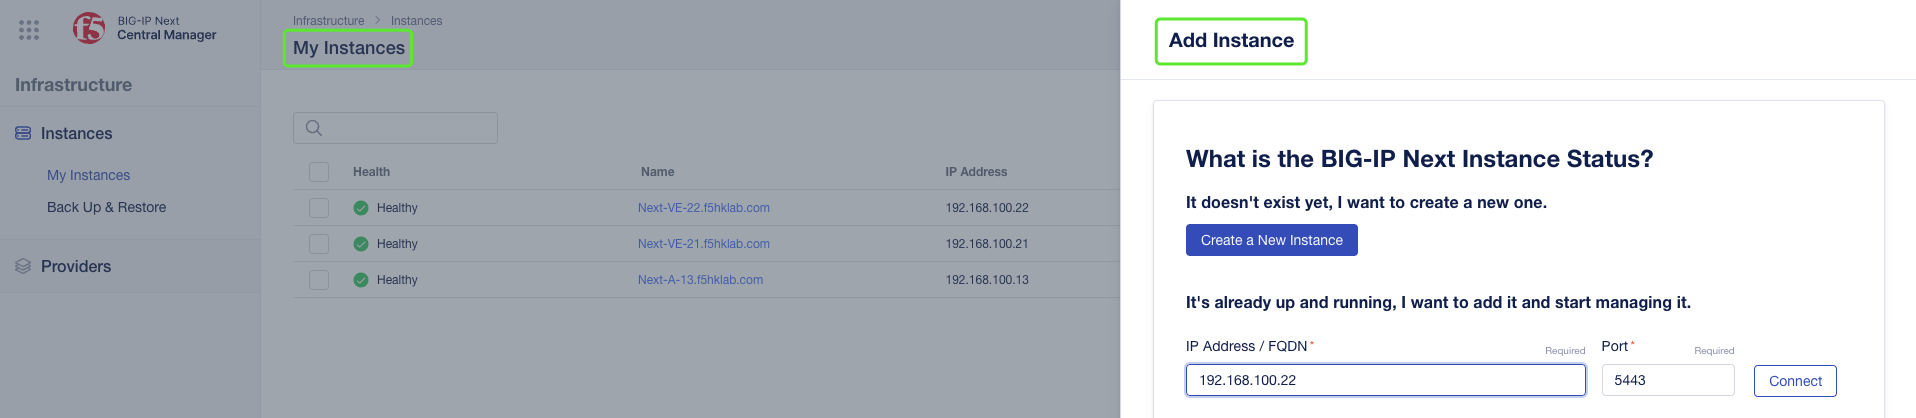 f5
BIG-IP Next
Central Manager
Infrastructure
Instances
My Instances
Back Up & Restore
Providers
Infrastructure > Instances
My Instances
Health Name IP Address
Healthy Next-VE-22.f5hklab.com 192.168.100.22
Healthy Next-VE-21.f5hklab.com 192.168.100.21
Healthy Next-A-13.f5hklab.com 192.168.100.13
Add Instance
What is the BIG-IP Next Instance Status?
It doesn't exist yet, I want to create a new one.
Create a New Instance
It's already up and running, I want to add it and start managing it.
IP Address / FQDN* Required Port* Required
192.168.100.22 5443 Connect